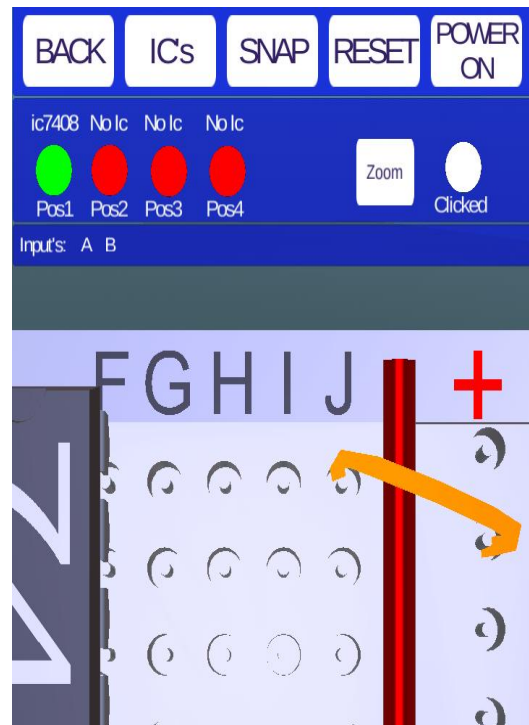 BACK IC's SNAP RESET POWER ON
ic7408 No Ic No Ic No Ic
Zoom
Pos1 Pos2 Pos3 Pos4 Clicked
Input's: A B
F G H I J +